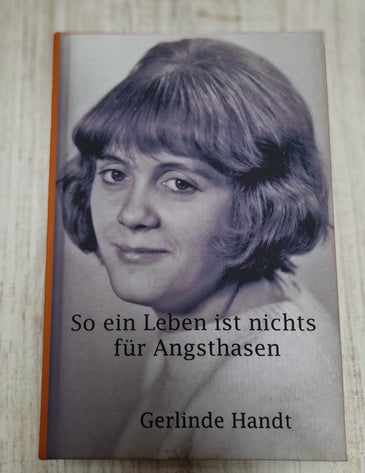 So ein Leben ist nichts
für Angsthasen
Gerlinde Handt